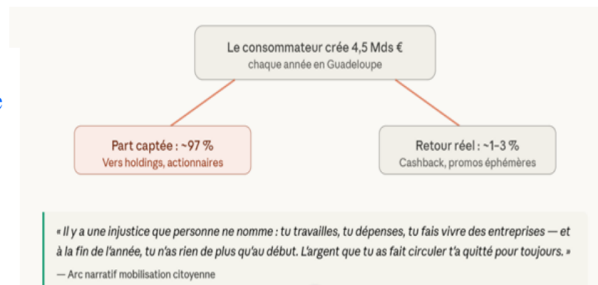 Le consommateur crée 4,5 Mds €
chaque année en Guadeloupe
Part captée : ~97 %
Vers holdings, actionnaires
Retour réel : ~1-3 %
Cashback, promos éphémères
« Il y a une injustice que personne ne nomme : tu travailles, tu dépenses, tu fais vivre des entreprises — et
à la fin de l'année, tu n'as rien de plus qu'au début. L'argent que tu as fait circuler t'a quitté pour toujours. »
— Arc narratif mobilisation citoyenne